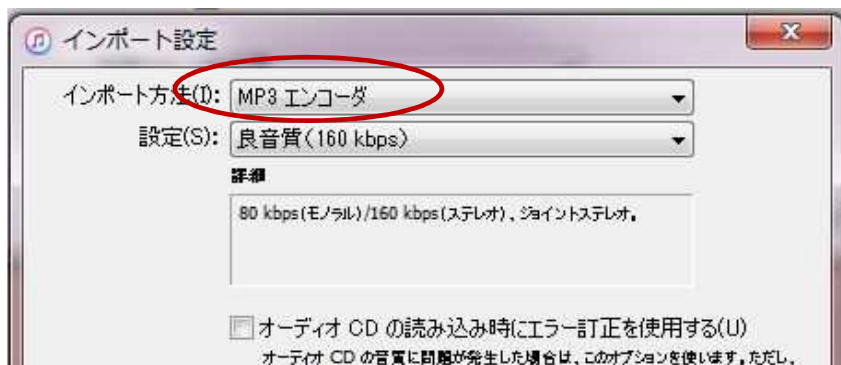 インポート設定
インポート方法(I): MP3 エンコーダ
設定(S): 良音質(160 kbps)
詳細
80 kbps(モノラル)/160 kbps(ステレオ)、ジョイントステレオ。
オーディオ CD の読み込み時にエラー訂正を使用する(U)
オーディオ CD の音質に問題が発生した場合は、このオプションを使います。ただし、